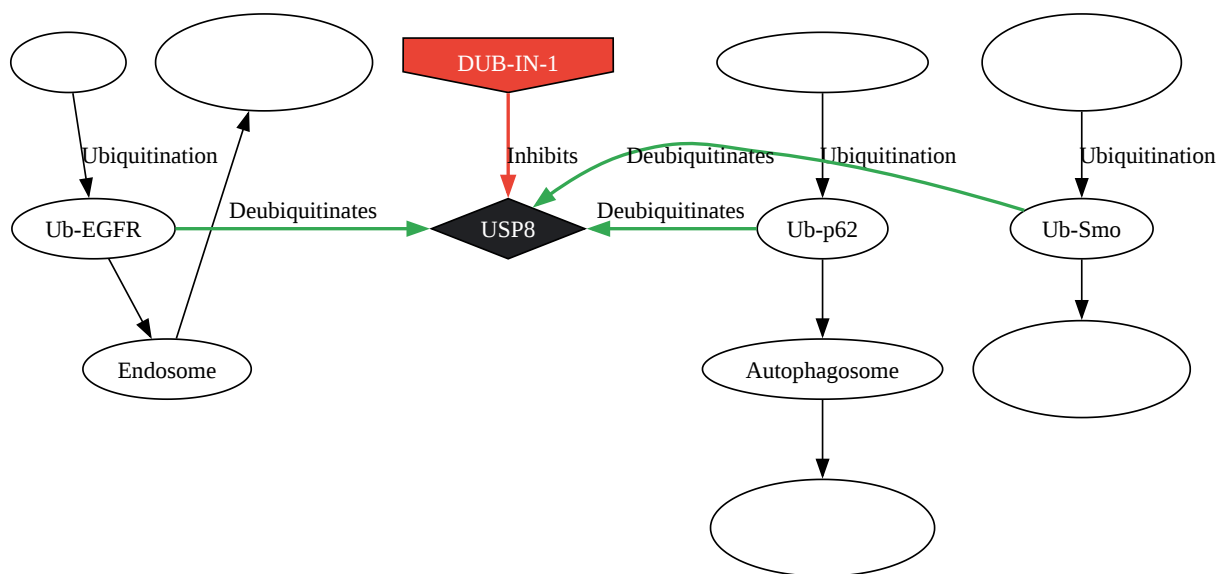 DUB-IN-1
Ubiquitination
Inhibits
Deubiquitinates
Ubiquitination
Ubiquitination
Ub-EGFR
Deubiquitinates
USP8
Deubiquitinates
Ub-p62
Ub-Smo
Endosome
Autophagosome